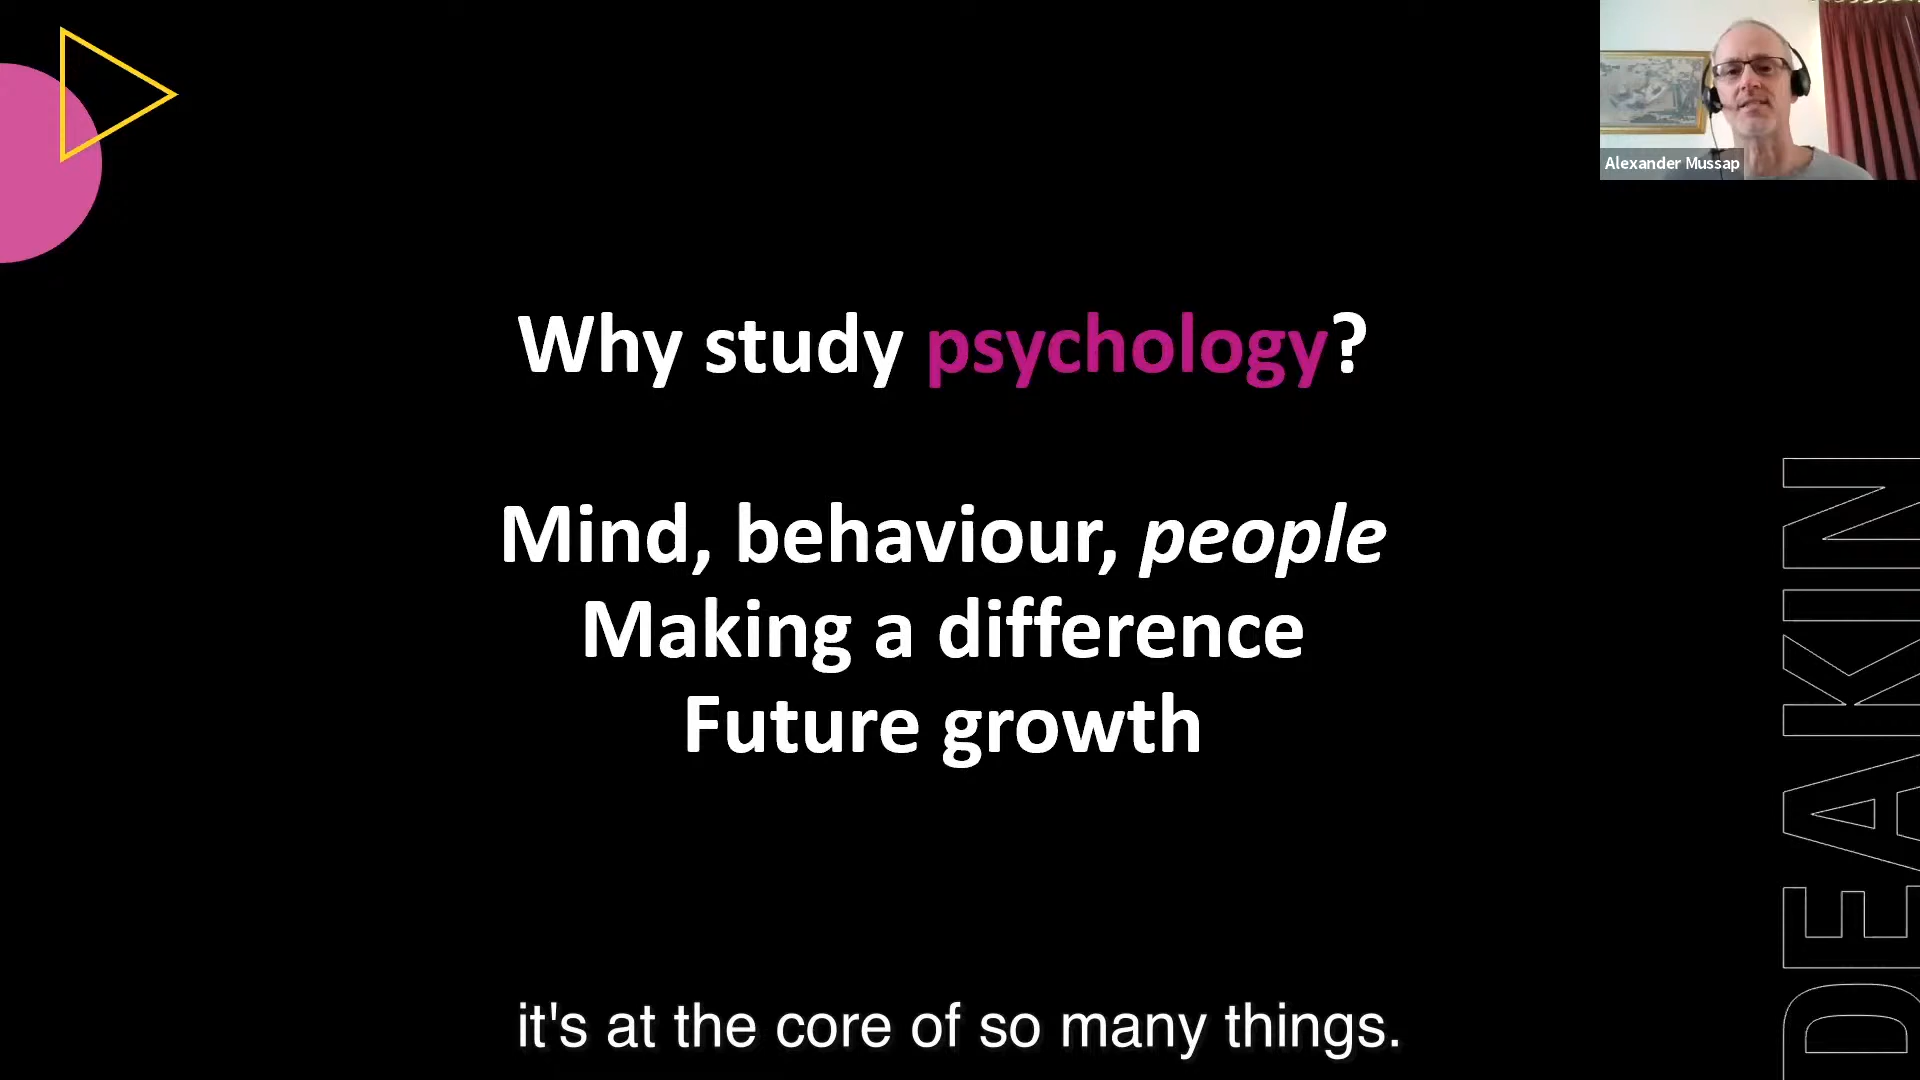 Alexander Mussap
Why study psychology?
Mind, behaviour, people
Making a difference
Future growth
DEAKIN
it's at the core of so many things.